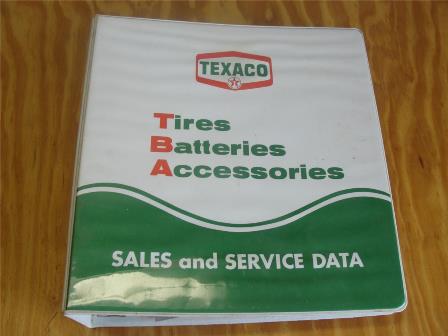 TEXACO
Tires
Batteries
Accessories
SALES and SERVICE DATA